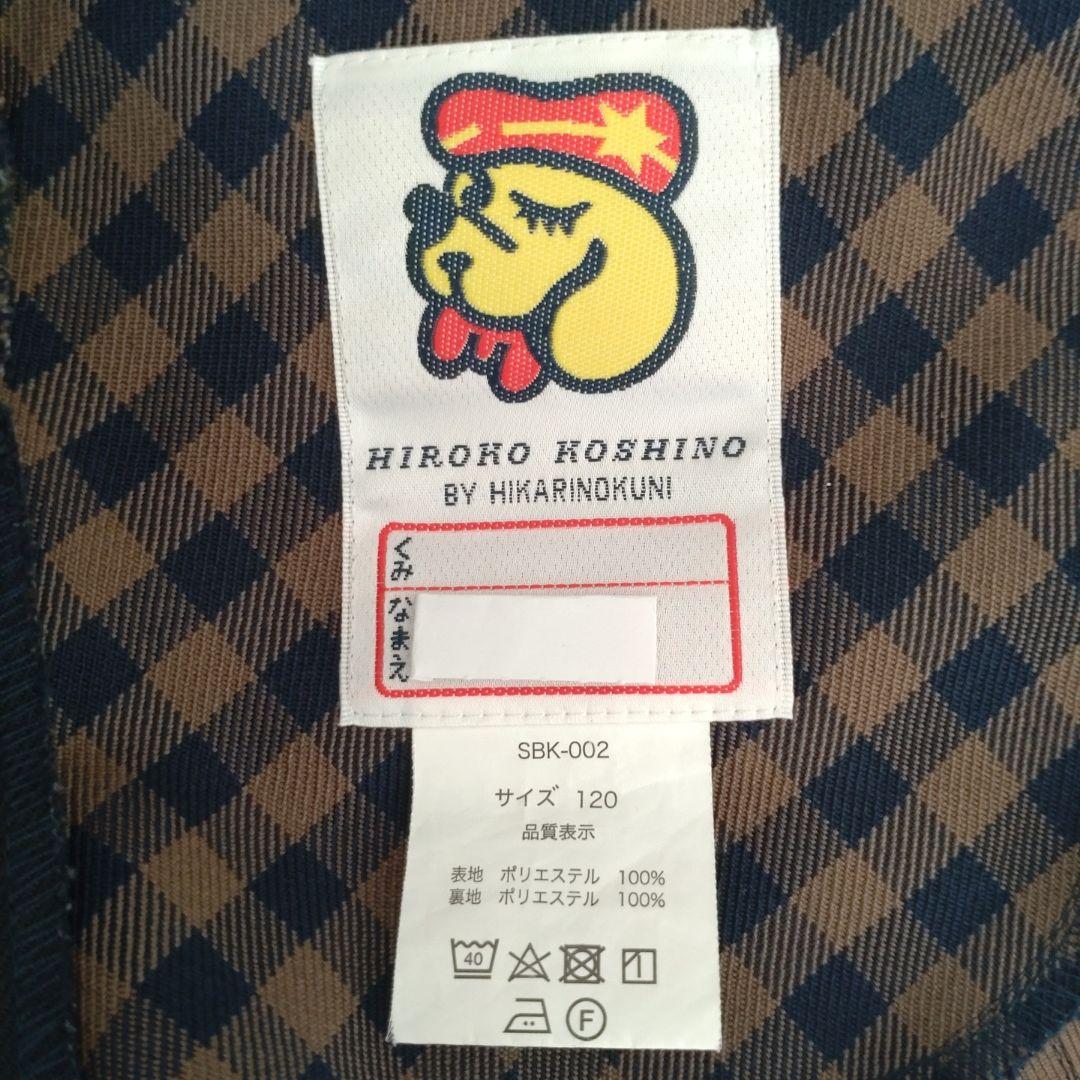 HIROKO KOSHINO
BY HIKARINOKUNI
くみ
なまえ
SBK-002
サイズ 120
品質表示
表地 ポリエステル 100%
裏地 ポリエステル 100%
40
F